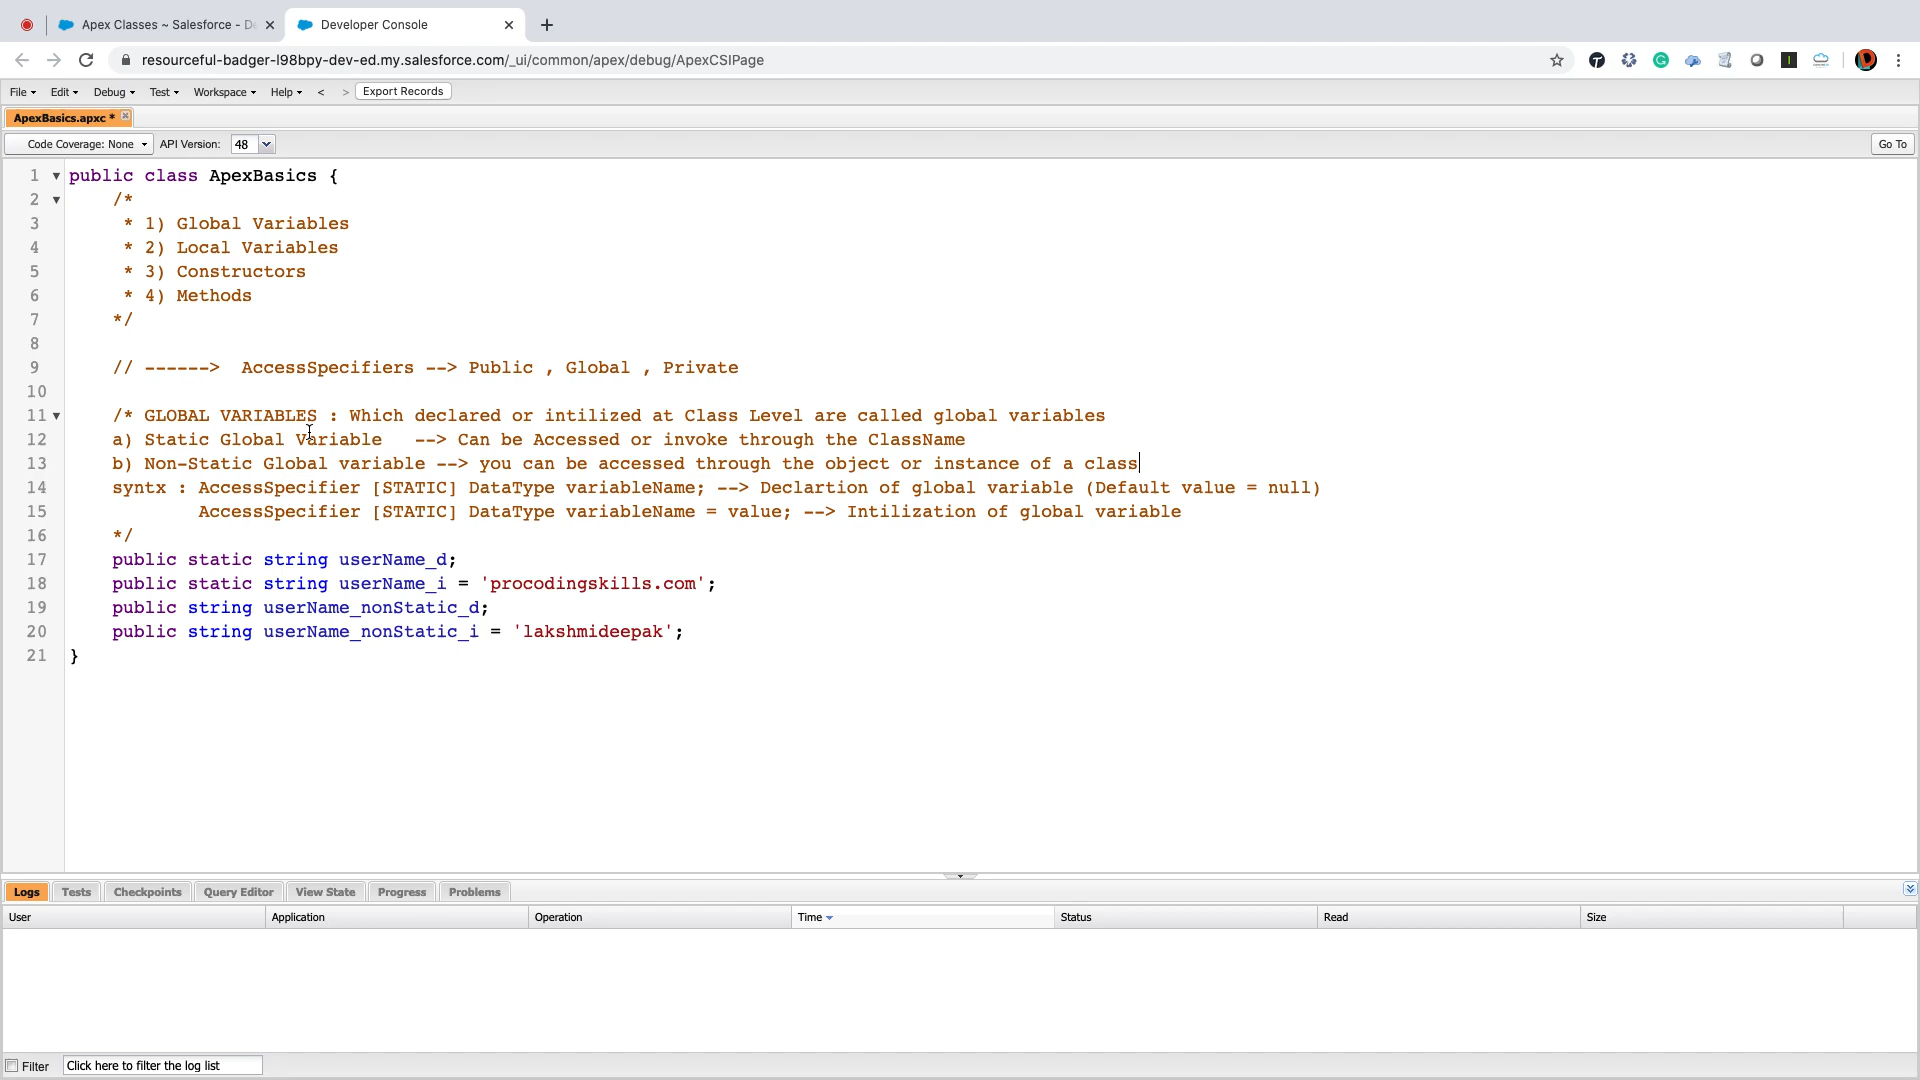 Apex Classes ~ Salesforce - De
Developer Console
resourceful-badger-l98bpy-dev-ed.my.salesforce.com/_ui/common/apex/debug/ApexCSIPage
File Edit Debug Test Workspace Help < > Export Records
ApexBasics.apxc *
Code Coverage: None API Version: 48 Go To
1 public class ApexBasics {
2 /*
3 * 1) Global Variables
4 * 2) Local Variables
5 * 3) Constructors
6 * 4) Methods
7 */
8
9 // ------> AccessSpecifiers --> Public , Global , Private
10
11 /* GLOBAL VARIABLES : Which declared or intilized at Class Level are called global variables
12 a) Static Global Variable --> Can be Accessed or invoke through the ClassName
13 b) Non-Static Global variable --> you can be accessed through the object or instance of a class
14 syntx : AccessSpecifier [STATIC] DataType variableName; --> Declartion of global variable (Default value = null)
15 AccessSpecifier [STATIC] DataType variableName = value; --> Intilization of global variable
16 */
17 public static string userName_d;
18 public static string userName_i = 'procodingskills.com';
19 public string userName_nonStatic_d;
20 public string userName_nonStatic_i = 'lakshmideepak';
21 }
Logs Tests Checkpoints Query Editor View State Progress Problems
User Application Operation Time Status Read Size
Filter Click here to filter the log list